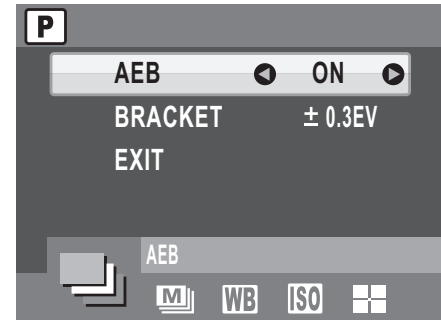 P
AEB ON
BRACKET ± 0.3EV
EXIT
AEB
M WB ISO